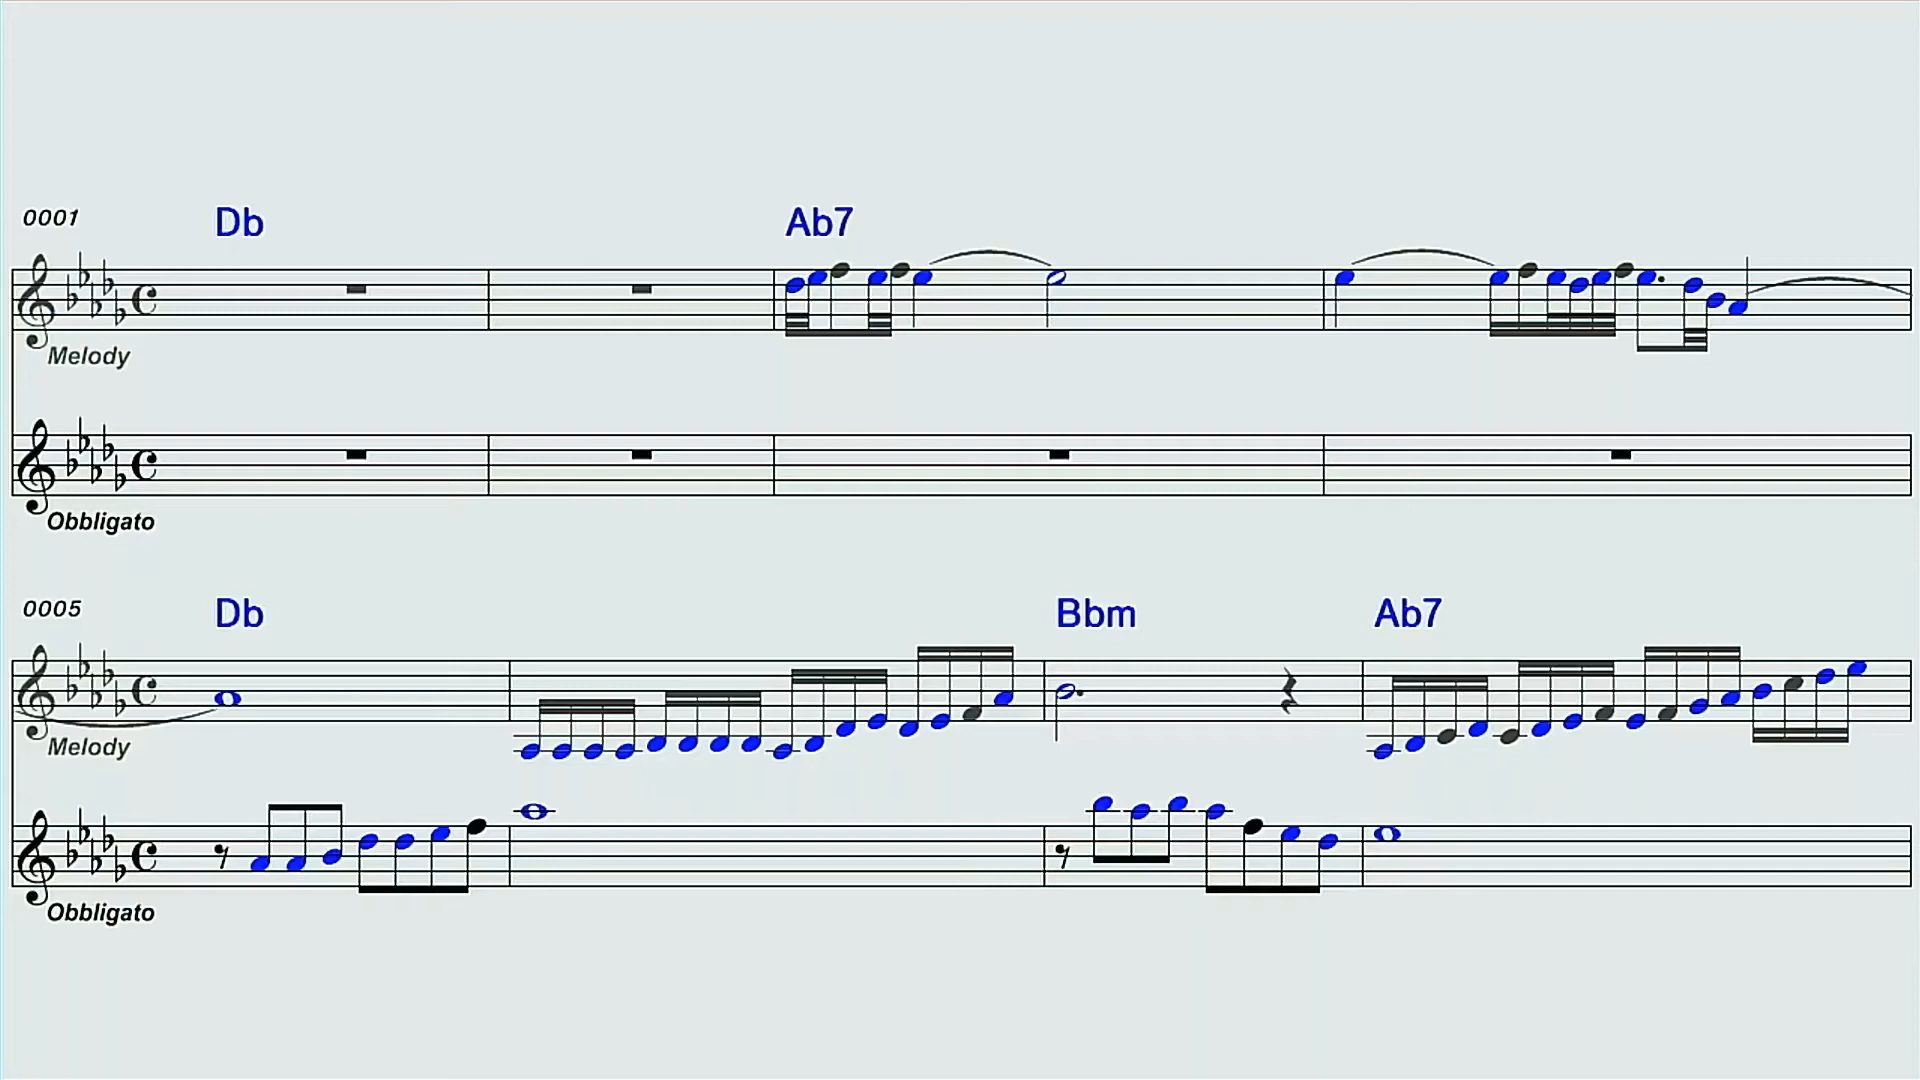 0001 Db Ab7
Melody
Obbligato
0005 Db Bbm Ab7
Melody
Obbligato